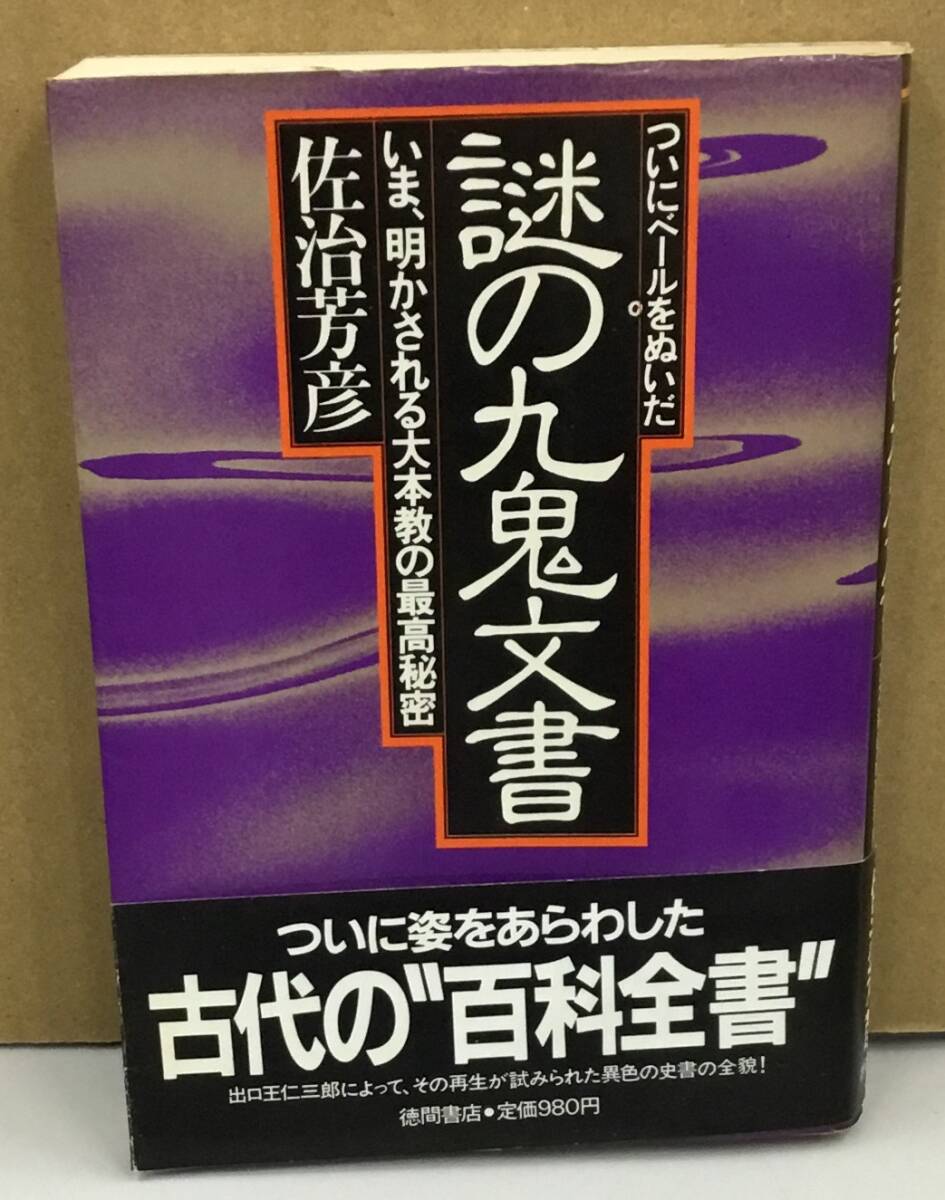 ついにベールをぬいだ
謎の九鬼文書
いま、明かされる大本教の最高秘密
佐治芳彦
ついに姿をあらわした
古代の〝百科全書〟
出口王仁三郎によって、その再生が試みられた異色の史書の全貌！
徳間書店●定価980円